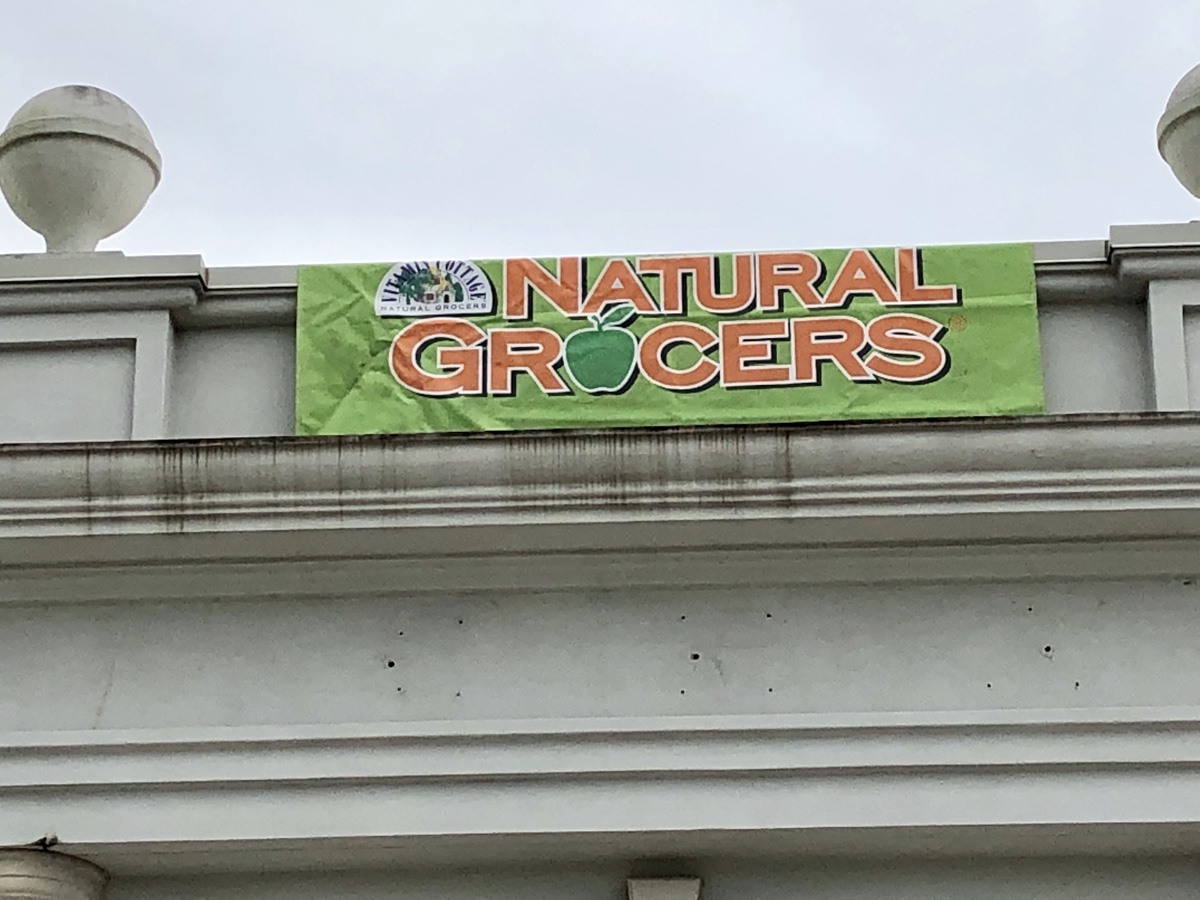 VITAMIN COTTAGE
NATURAL GROCERS
NATURAL
GROCERS®